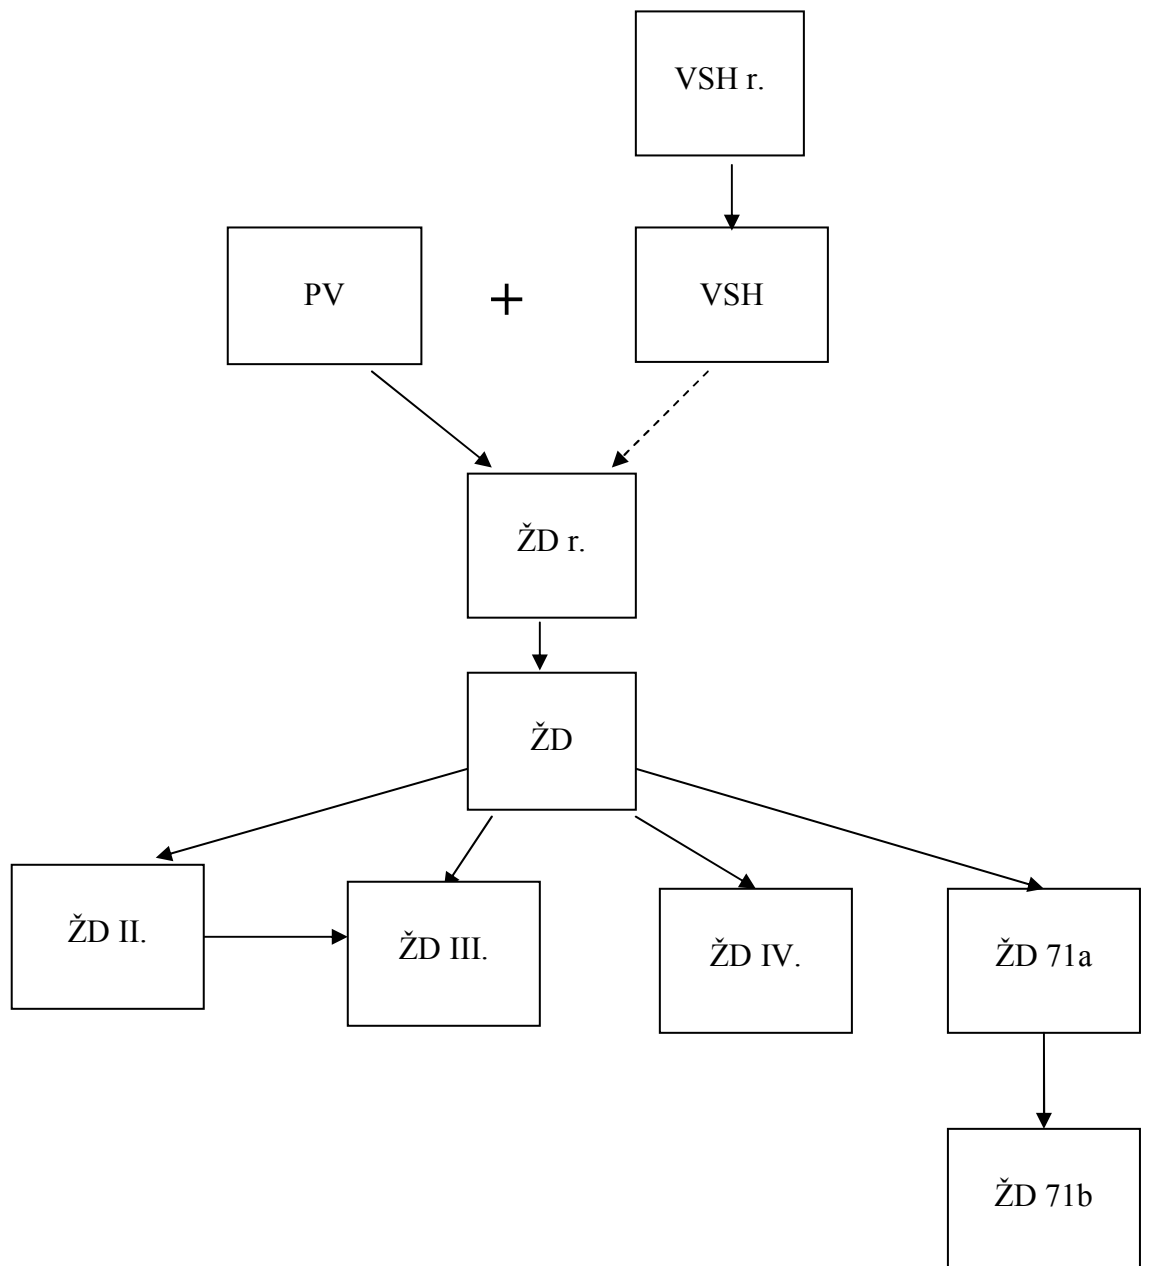 VSH r.
PV
+
VSH
ŽD r.
ŽD
ŽD II.
ŽD III.
ŽD IV.
ŽD 71a
ŽD 71b